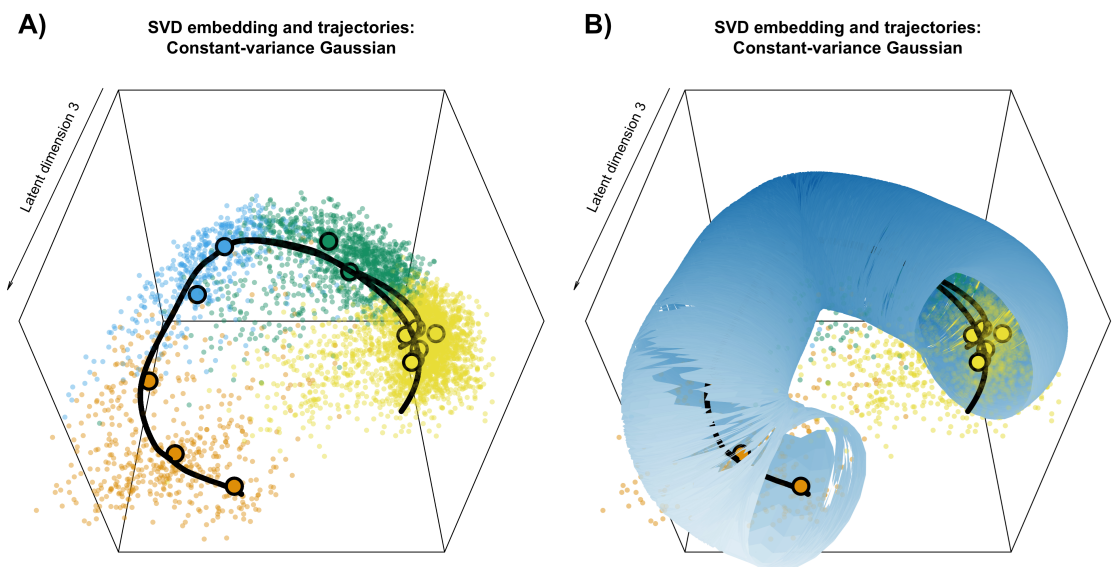 A)
SVD embedding and trajectories:
Constant-variance Gaussian
Latent dimension 3
B)
SVD embedding and trajectories:
Constant-variance Gaussian
Latent dimension 3